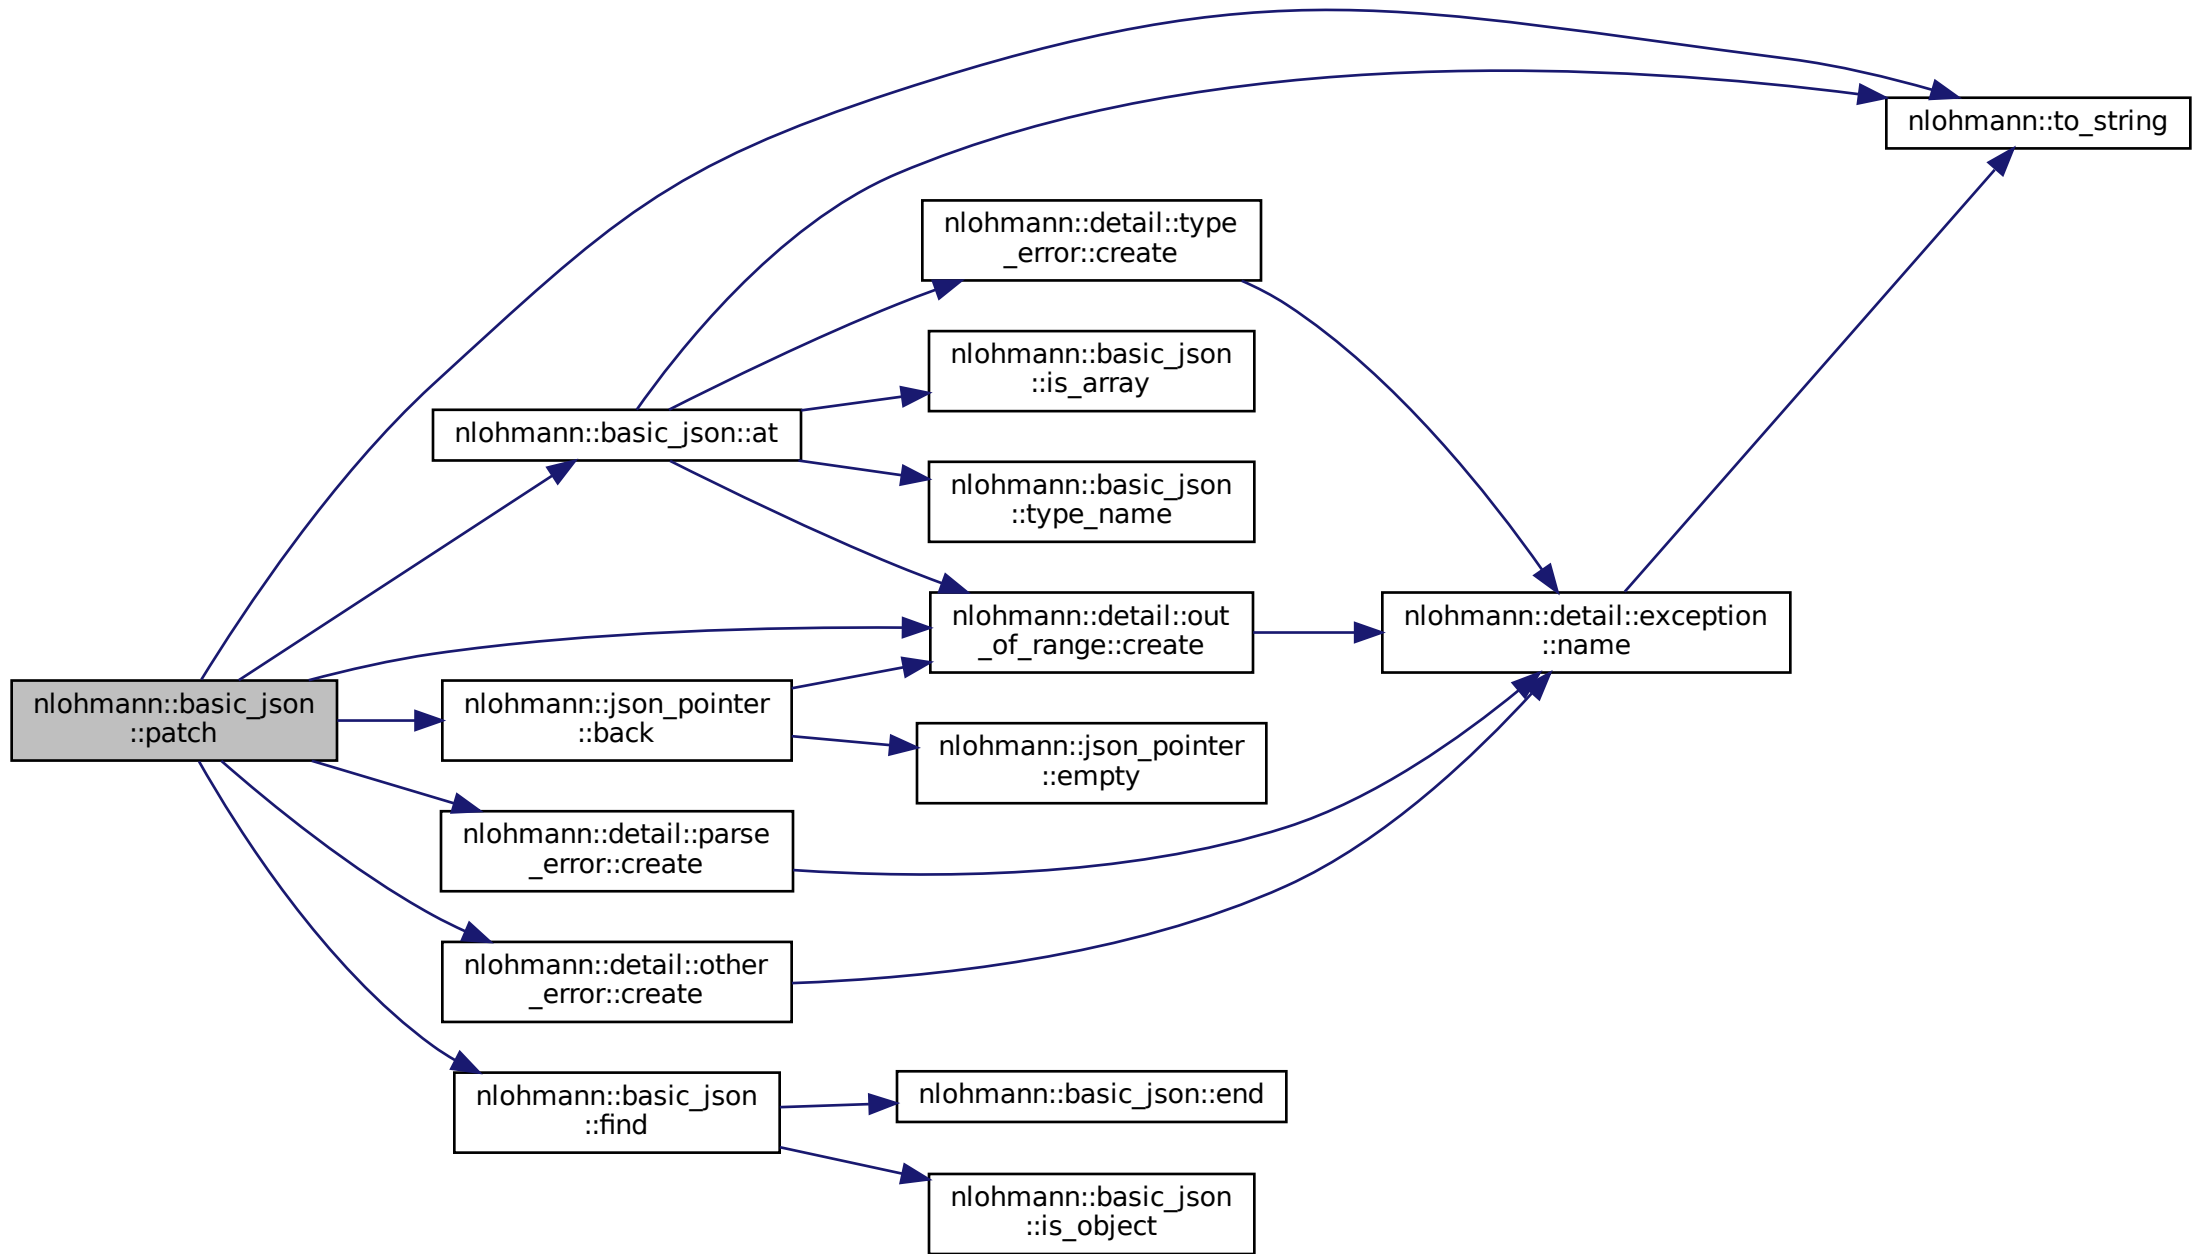 nlohmann::to_string
nlohmann::detail::type
_error::create
nlohmann::basic_json
::is_array
nlohmann::basic_json::at
nlohmann::basic_json
::type_name
nlohmann::detail::out
_of_range::create
nlohmann::detail::exception
::name
nlohmann::basic_json
::patch
nlohmann::json_pointer
::back
nlohmann::json_pointer
::empty
nlohmann::detail::parse
_error::create
nlohmann::detail::other
_error::create
nlohmann::basic_json
::find
nlohmann::basic_json::end
nlohmann::basic_json
::is_object